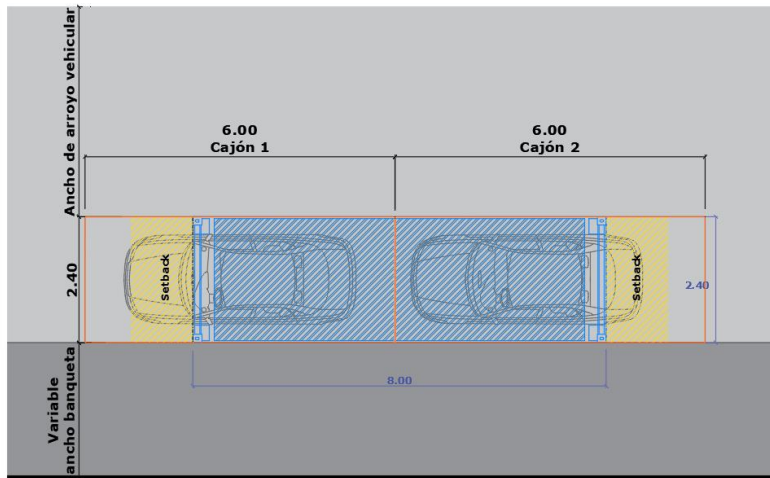 Ancho de arroyo vehicular
6.00
Cajón 1
6.00
Cajón 2
2.40
Setback
Setback
2.40
8.00
Variable
ancho banqueta